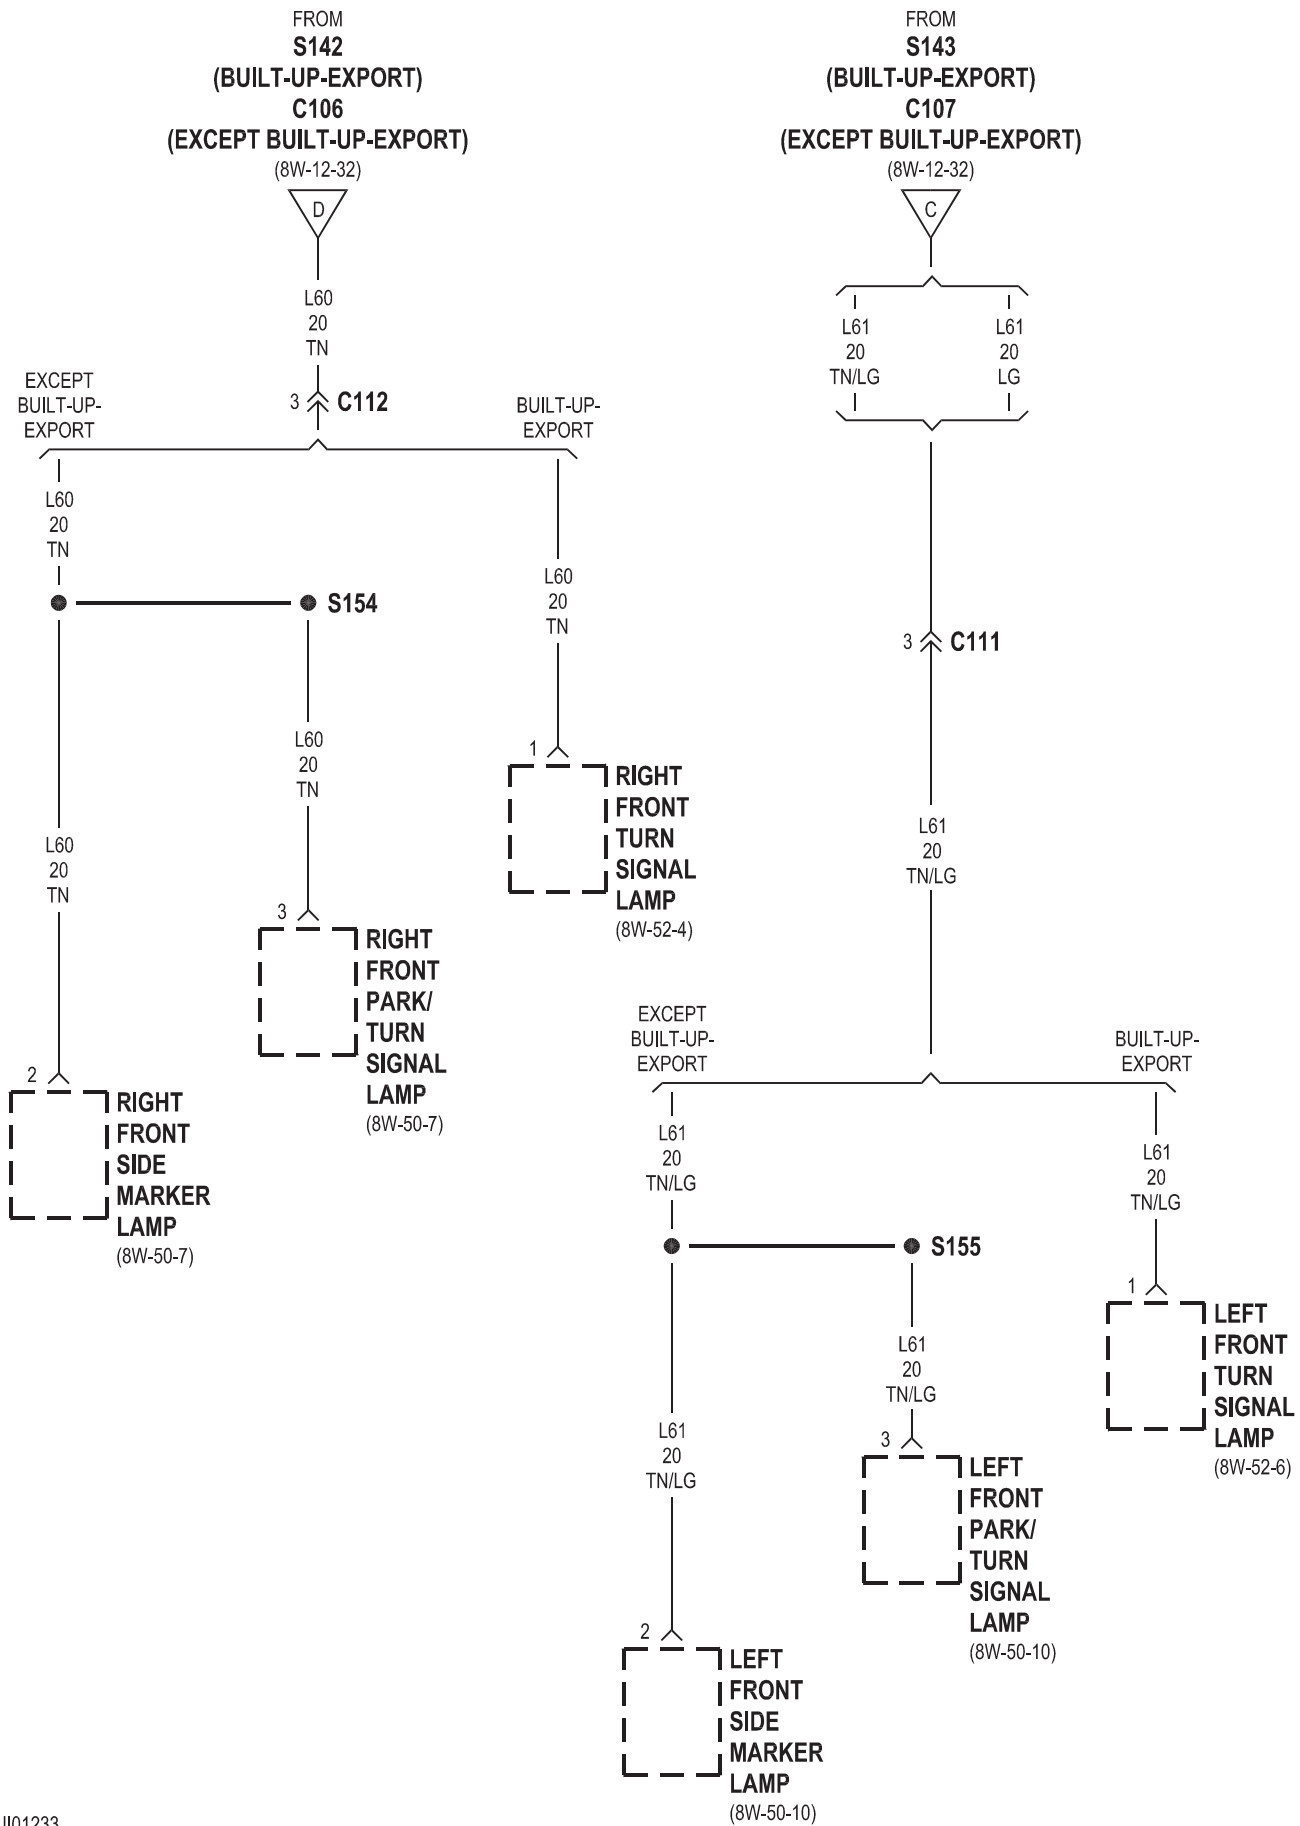 FROM
S142
(BUILT-UP-EXPORT)
C106
(EXCEPT BUILT-UP-EXPORT)
(8W-12-32)
D
L60
20
TN
3
C112
EXCEPT
BUILT-UP-
EXPORT
BUILT-UP-
EXPORT
L60
20
TN
S154
L60
20
TN
1
RIGHT
FRONT
TURN
SIGNAL
LAMP
(8W-52-4)
L60
20
TN
3
RIGHT
FRONT
PARK/
TURN
SIGNAL
LAMP
(8W-50-7)
L60
20
TN
2
RIGHT
FRONT
SIDE
MARKER
LAMP
(8W-50-7)
FROM
S143
(BUILT-UP-EXPORT)
C107
(EXCEPT BUILT-UP-EXPORT)
(8W-12-32)
C
L61
20
TN/LG
L61
20
LG
3
C111
L61
20
TN/LG
EXCEPT
BUILT-UP-
EXPORT
BUILT-UP-
EXPORT
L61
20
TN/LG
L61
20
TN/LG
S155
1
LEFT
FRONT
TURN
SIGNAL
LAMP
(8W-52-6)
L61
20
TN/LG
3
LEFT
FRONT
PARK/
TURN
SIGNAL
LAMP
(8W-50-10)
L61
20
TN/LG
2
LEFT
FRONT
SIDE
MARKER
LAMP
(8W-50-10)